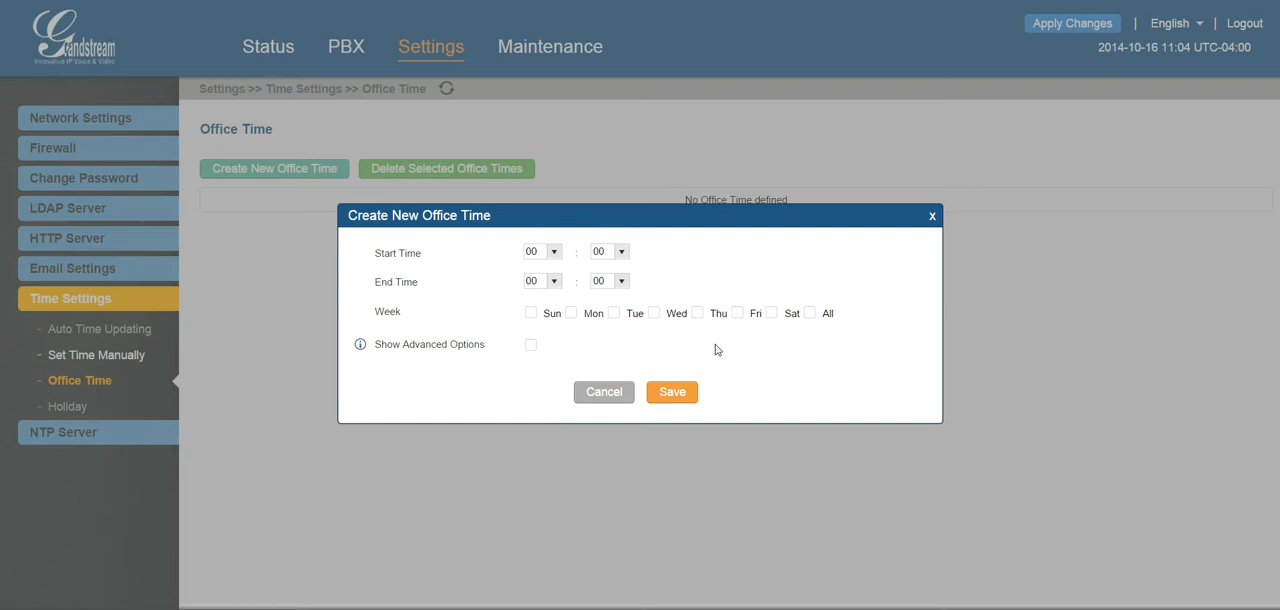 Grandstream
Innovative IP Voice & Video
Status PBX Settings Maintenance
Apply Changes | English | Logout
2014-10-16 11:04 UTC-04:00
Network Settings
Firewall
Change Password
LDAP Server
HTTP Server
Email Settings
Time Settings
- Auto Time Updating
- Set Time Manually
- Office Time
- Holiday
NTP Server
Settings >> Time Settings >> Office Time
Office Time
Create New Office Time Delete Selected Office Times
No Office Time defined
Create New Office Time x
Start Time 00 : 00
End Time 00 : 00
Week Sun Mon Tue Wed Thu Fri Sat All
Show Advanced Options
Cancel Save